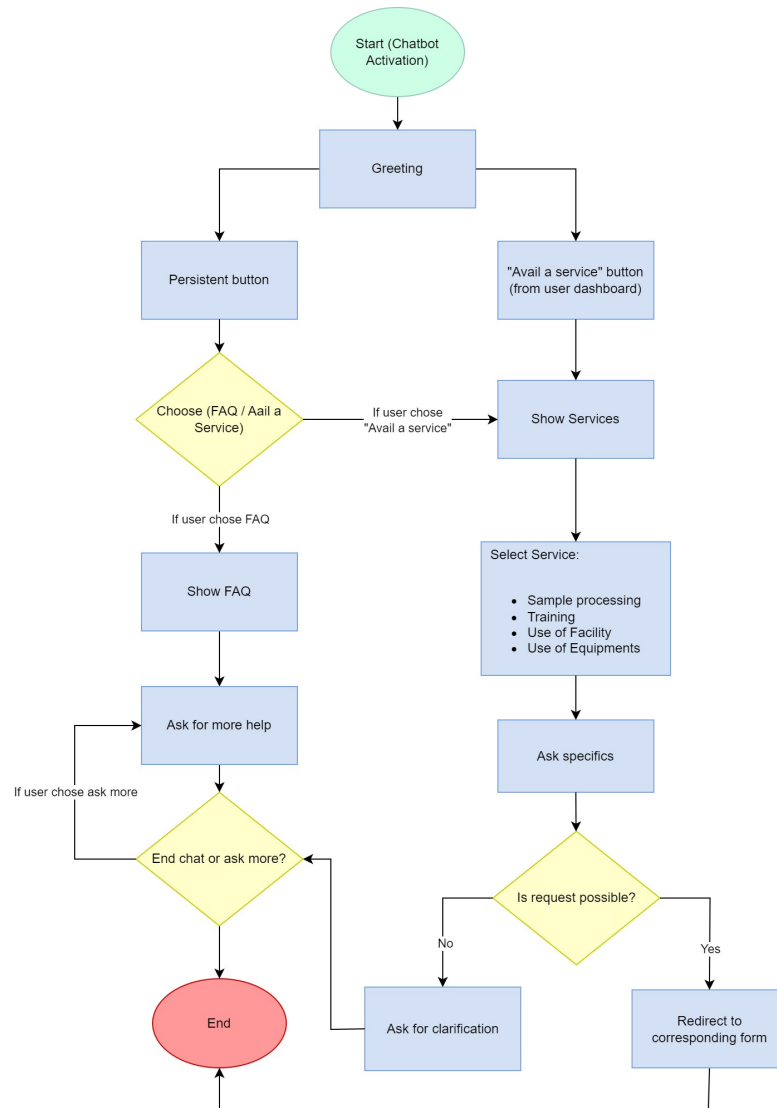 Start (Chatbot
Activation)
Greeting
Persistent button
"Avail a service" button
(from user dashboard)
Choose (FAQ / Aail a
Service)
If user chose
"Avail a service"
Show Services
If user chose FAQ
Select Service:
Sample processing
Training
Use of Facility
Use of Equipments
Show FAQ
Ask for more help
Ask specifics
If user chose ask more
End chat or ask more?
Is request possible?
No
Yes
End
Ask for clarification
Redirect to
corresponding form